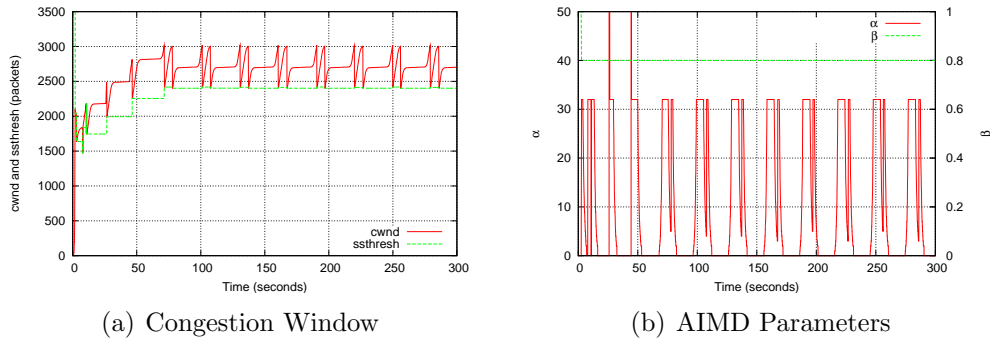 3500
3000
2500
2000
1500
1000
500
0
cwnd and ssthresh (packets)
cwnd
ssthresh
0 50 100 150 200 250 300
Time (seconds)
(a) Congestion Window
50
40
30
20
10
0
α
α
β
1
0.8
0.6
0.4
0.2
0
β
0 50 100 150 200 250 300
Time (seconds)
(b) AIMD Parameters